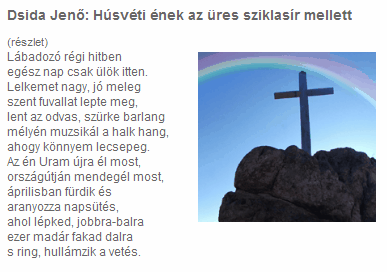 Dsida Jenő: Húsvéti ének az üres sziklasír mellett
(részlet)
Lábadozó régi hitben
egész nap csak ülök itten.
Lelkemet nagy, jó meleg
szent fuvallat lepte meg,
lent az odvas, szürke barlang
mélyén muzsikál a halk hang,
ahogy könnyem lecsepeg.
Az én Uram újra él most,
országútján mendegél most,
áprilisban fürdik és
aranyozza napsütés,
ahol lépked, jobbra-balra
ezer madár fakad dalra
s ring, hullámzik a vetés.